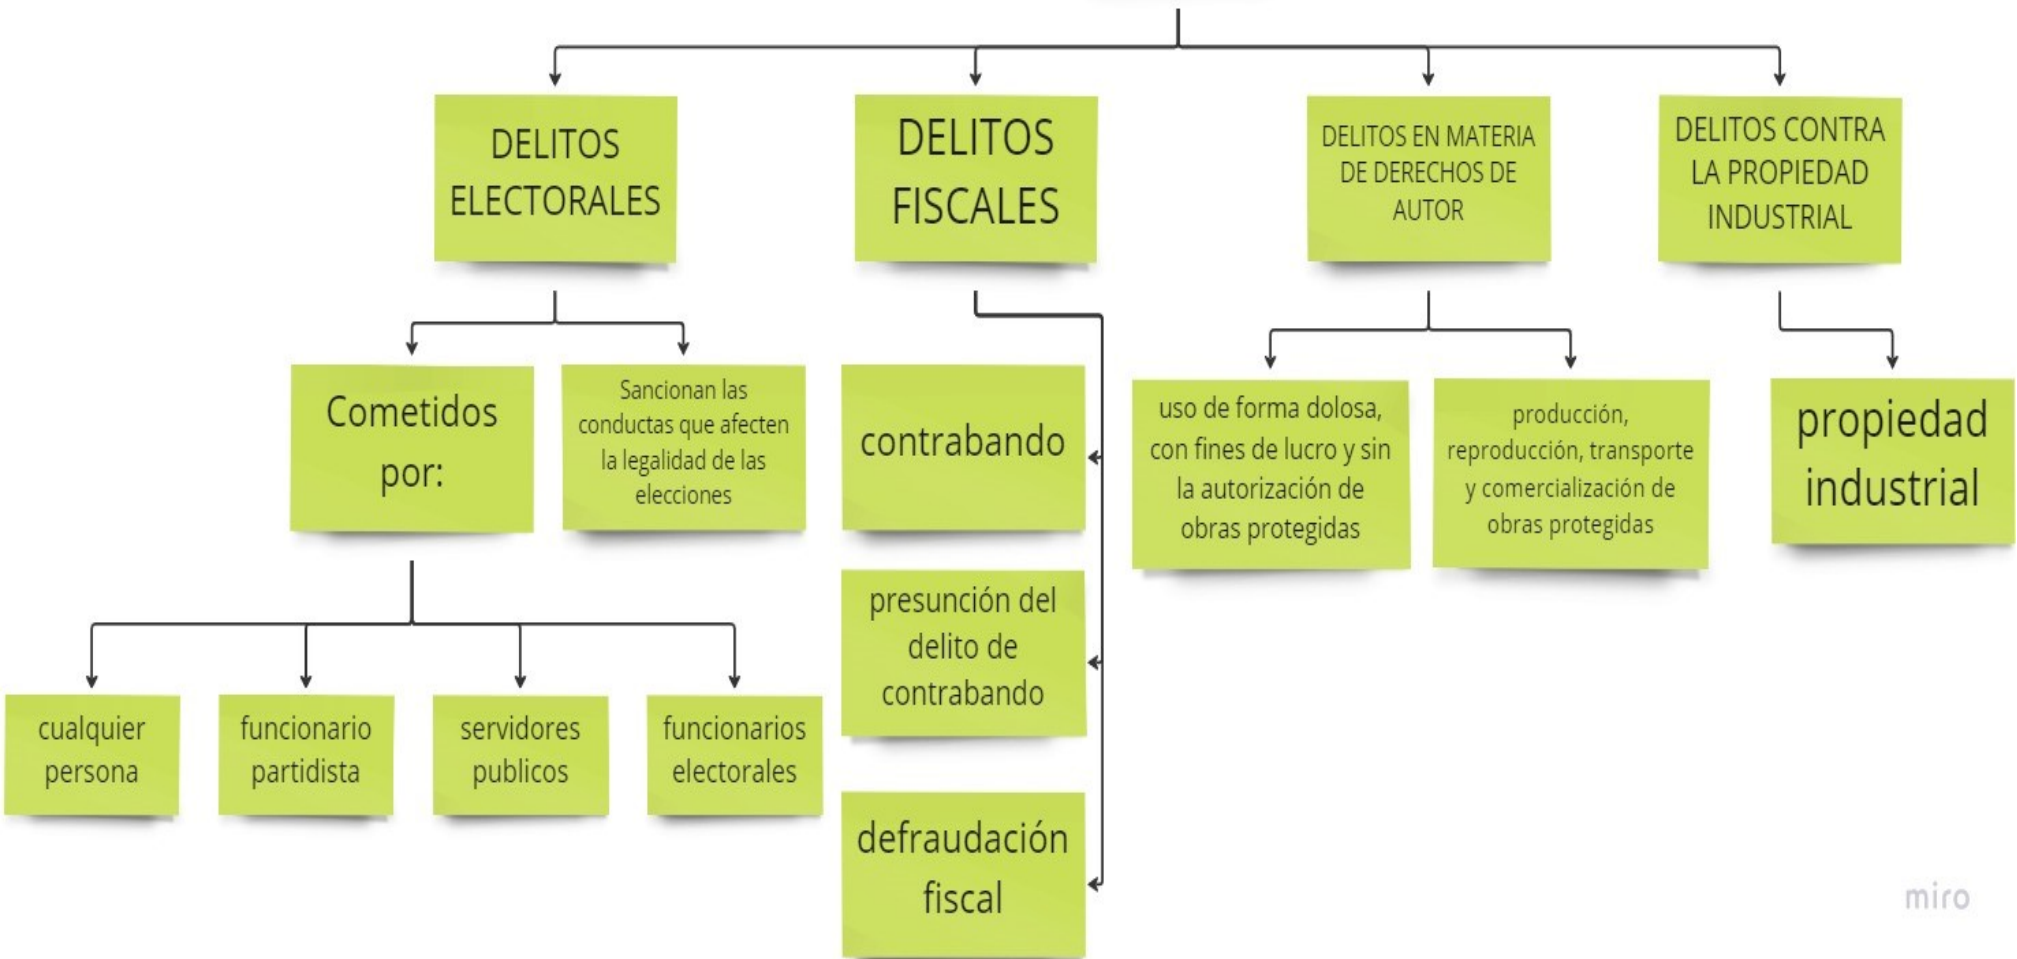 DELITOS
ELECTORALES
DELITOS
FISCALES
DELITOS EN MATERIA
DE DERECHOS DE
AUTOR
DELITOS CONTRA
LA PROPIEDAD
INDUSTRIAL
Cometidos
por:
Sancionan las
conductas que afecten
la legalidad de las
elecciones
contrabando
uso de forma dolosa,
con fines de lucro y sin
la autorización de
obras protegidas
producción,
reproducción, transporte
y comercialización de
obras protegidas
propiedad
industrial
presunción del
delito de
contrabando
cualquier
persona
funcionario
partidista
servidores
publicos
funcionarios
electorales
defraudación
fiscal
miro